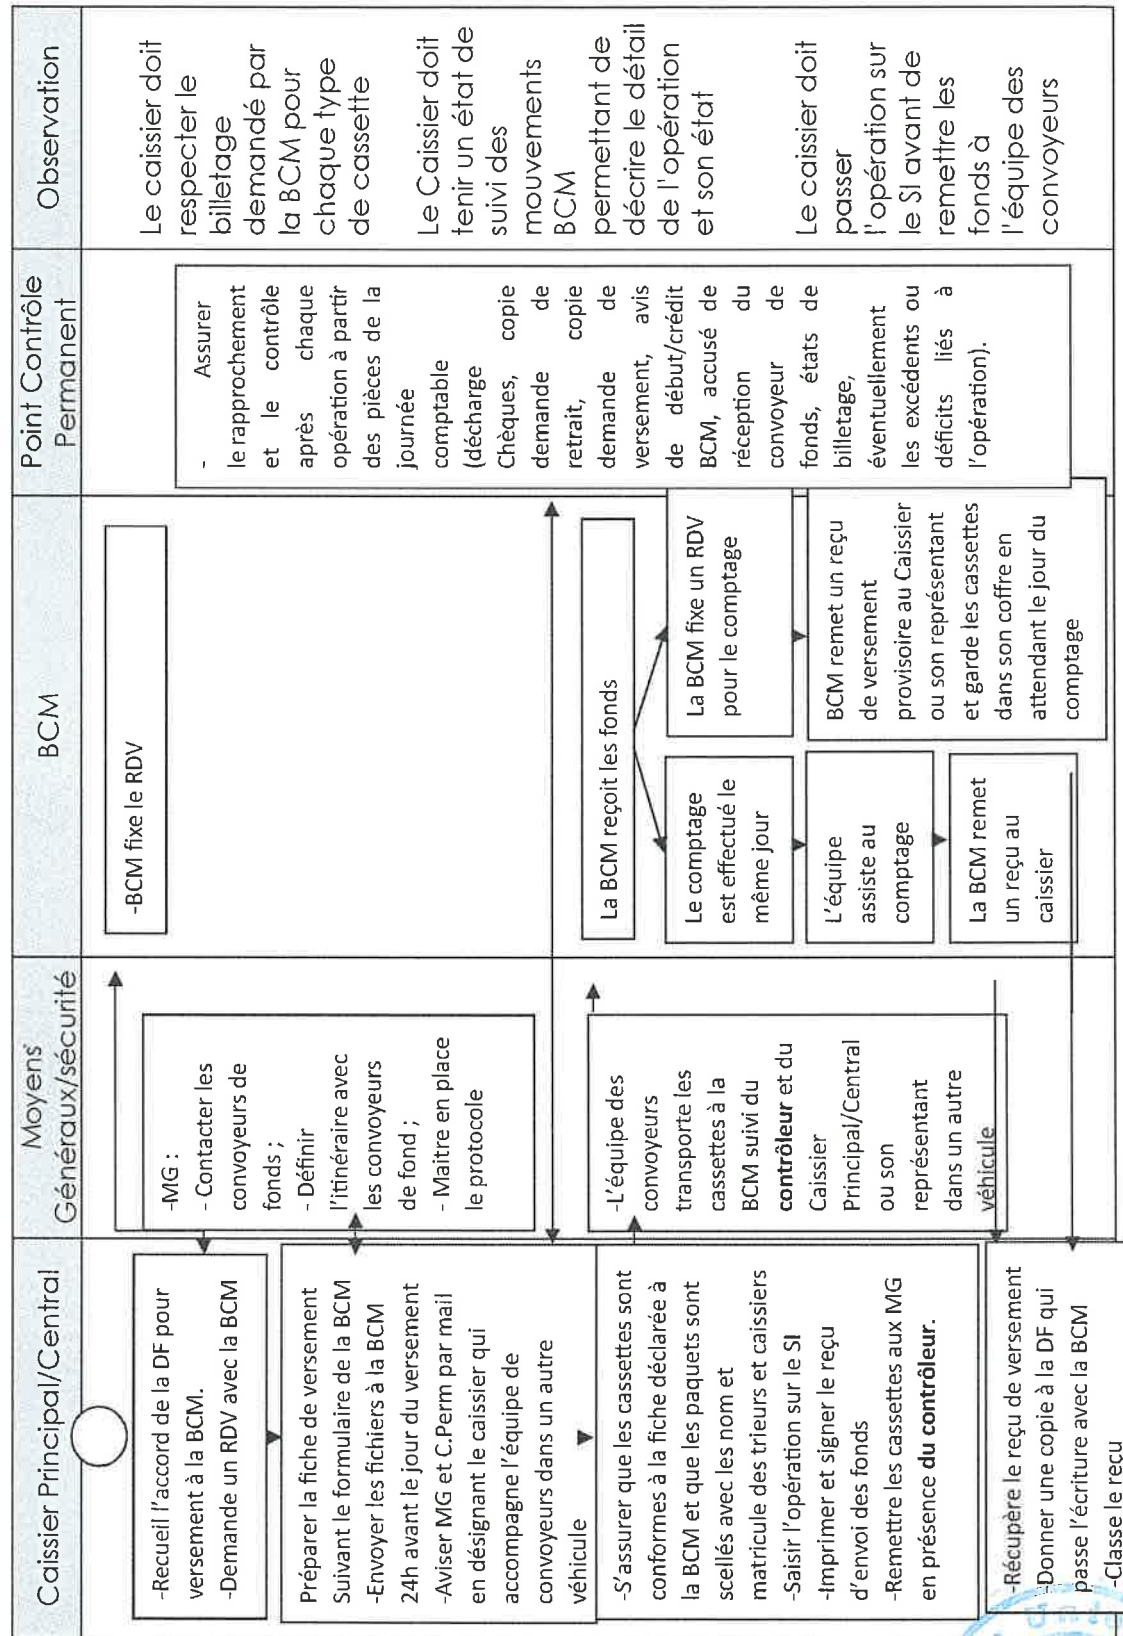 Caissier Principal/Central
Moyens
Généraux/sécurité
BCM
Point Contrôle
Permanent
Observation
-Recueil l'accord de la DF pour
versement à la BCM.
-Demande un RDV avec la BCM
Préparer la fiche de versement
Suivant le formulaire de la BCM
-Envoyer les fichiers à la BCM
24h avant le jour du versement
-Aviser MG et C.Perm par mail
en désignant le caissier qui
accompagne l'équipe de
convoyeurs dans un autre
véhicule
-S'assurer que les cassettes sont
conformes à la fiche déclarée à
la BCM et que les paquets sont
scellés avec les nom et
matricule des trieurs et caissiers
-Saisir l'opération sur le SI
-Imprimer et signer le reçu
d'envoi des fonds
-Remettre les cassettes aux MG
en présence du contrôleur.
-Récupère le reçu de versement
-Donner une copie à la DF qui
passe l'écriture avec la BCM
-Classe le reçu
-MG :
- Contacter les
convoyeurs de
fonds ;
- Définir
l'itinéraire avec
les convoyeurs
de fond ;
- Maitre en place
le protocole
-L'équipe des
convoyeurs
transporte les
cassettes à la
BCM suivi du
contrôleur et du
Caissier
Principal/Central
ou son
représentant
dans un autre
véhicule
-BCM fixe le RDV
La BCM reçoit les fonds
Le comptage
est effectué le
même jour
L'équipe
assiste au
comptage
La BCM remet
un reçu au
caissier
La BCM fixe un RDV
pour le comptage
BCM remet un reçu
de versement
provisoire au Caissier
ou son représentant
et garde les cassettes
dans son coffre en
attendant le jour du
comptage
- Assurer
le rapprochement
et le contrôle
après chaque
opération à partir
des pièces de la
journée
comptable
(décharge
Chèques, copie
demande de
retrait, copie
demande de
versement, avis
de début/crédit
BCM, accusé de
réception du
convoyeur de
fonds, états de
billetage,
éventuellement
les excédents ou
déficits liés à
l'opération).
Le caissier doit
respecter le
billetage
demandé par
la BCM pour
chaque type
de cassette
Le Caissier doit
tenir un état de
suivi des
mouvements
BCM
permettant de
décrire le détail
de l'opération
et son état
Le caissier doit
passer
l'opération sur
le SI avant de
remettre les
fonds à
l'équipe des
convoyeurs